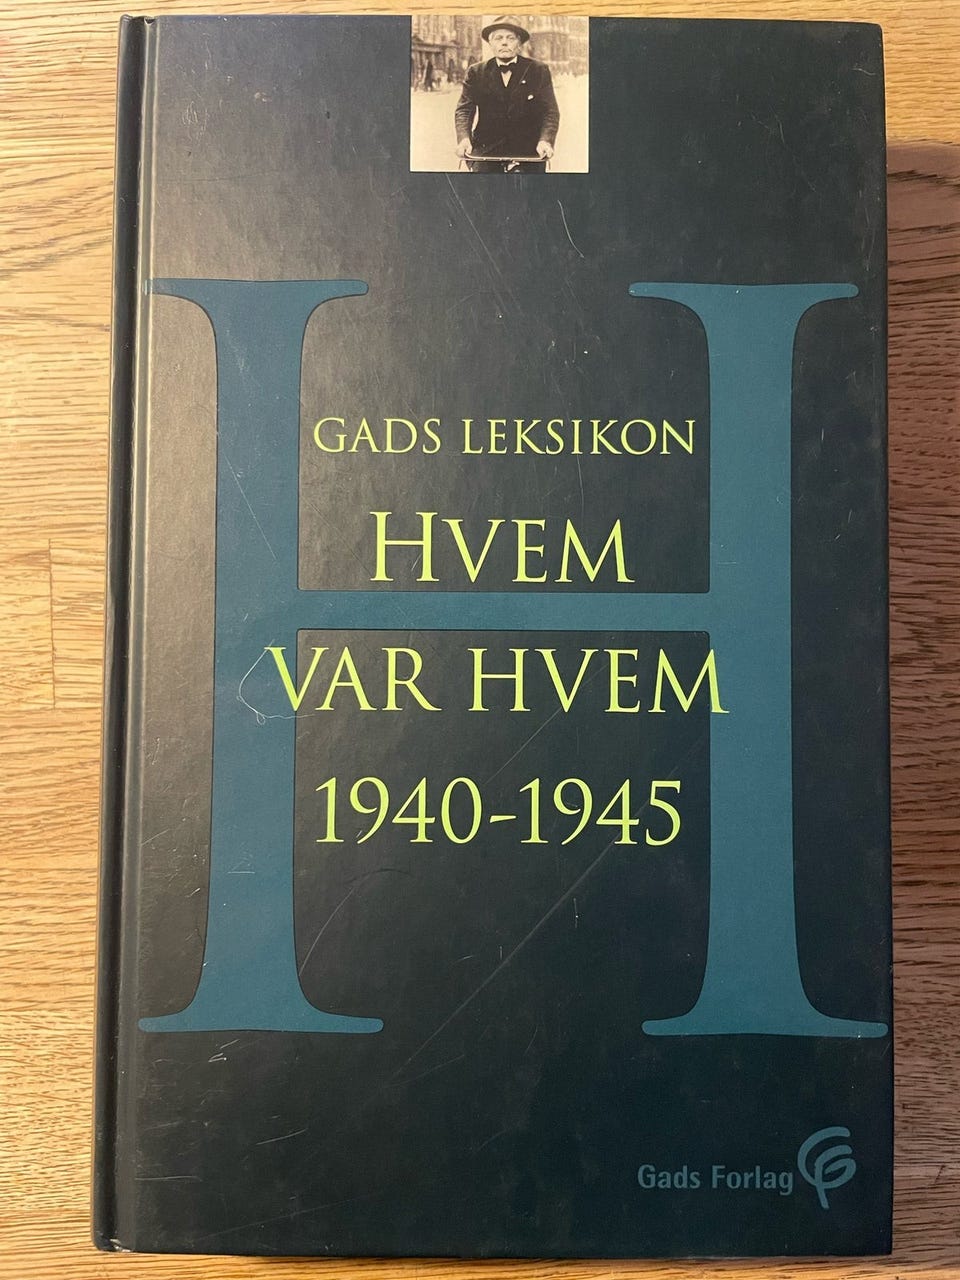 GADS LEKSIKON
HVEM
VAR HVEM
1940-1945
Gads Forlag